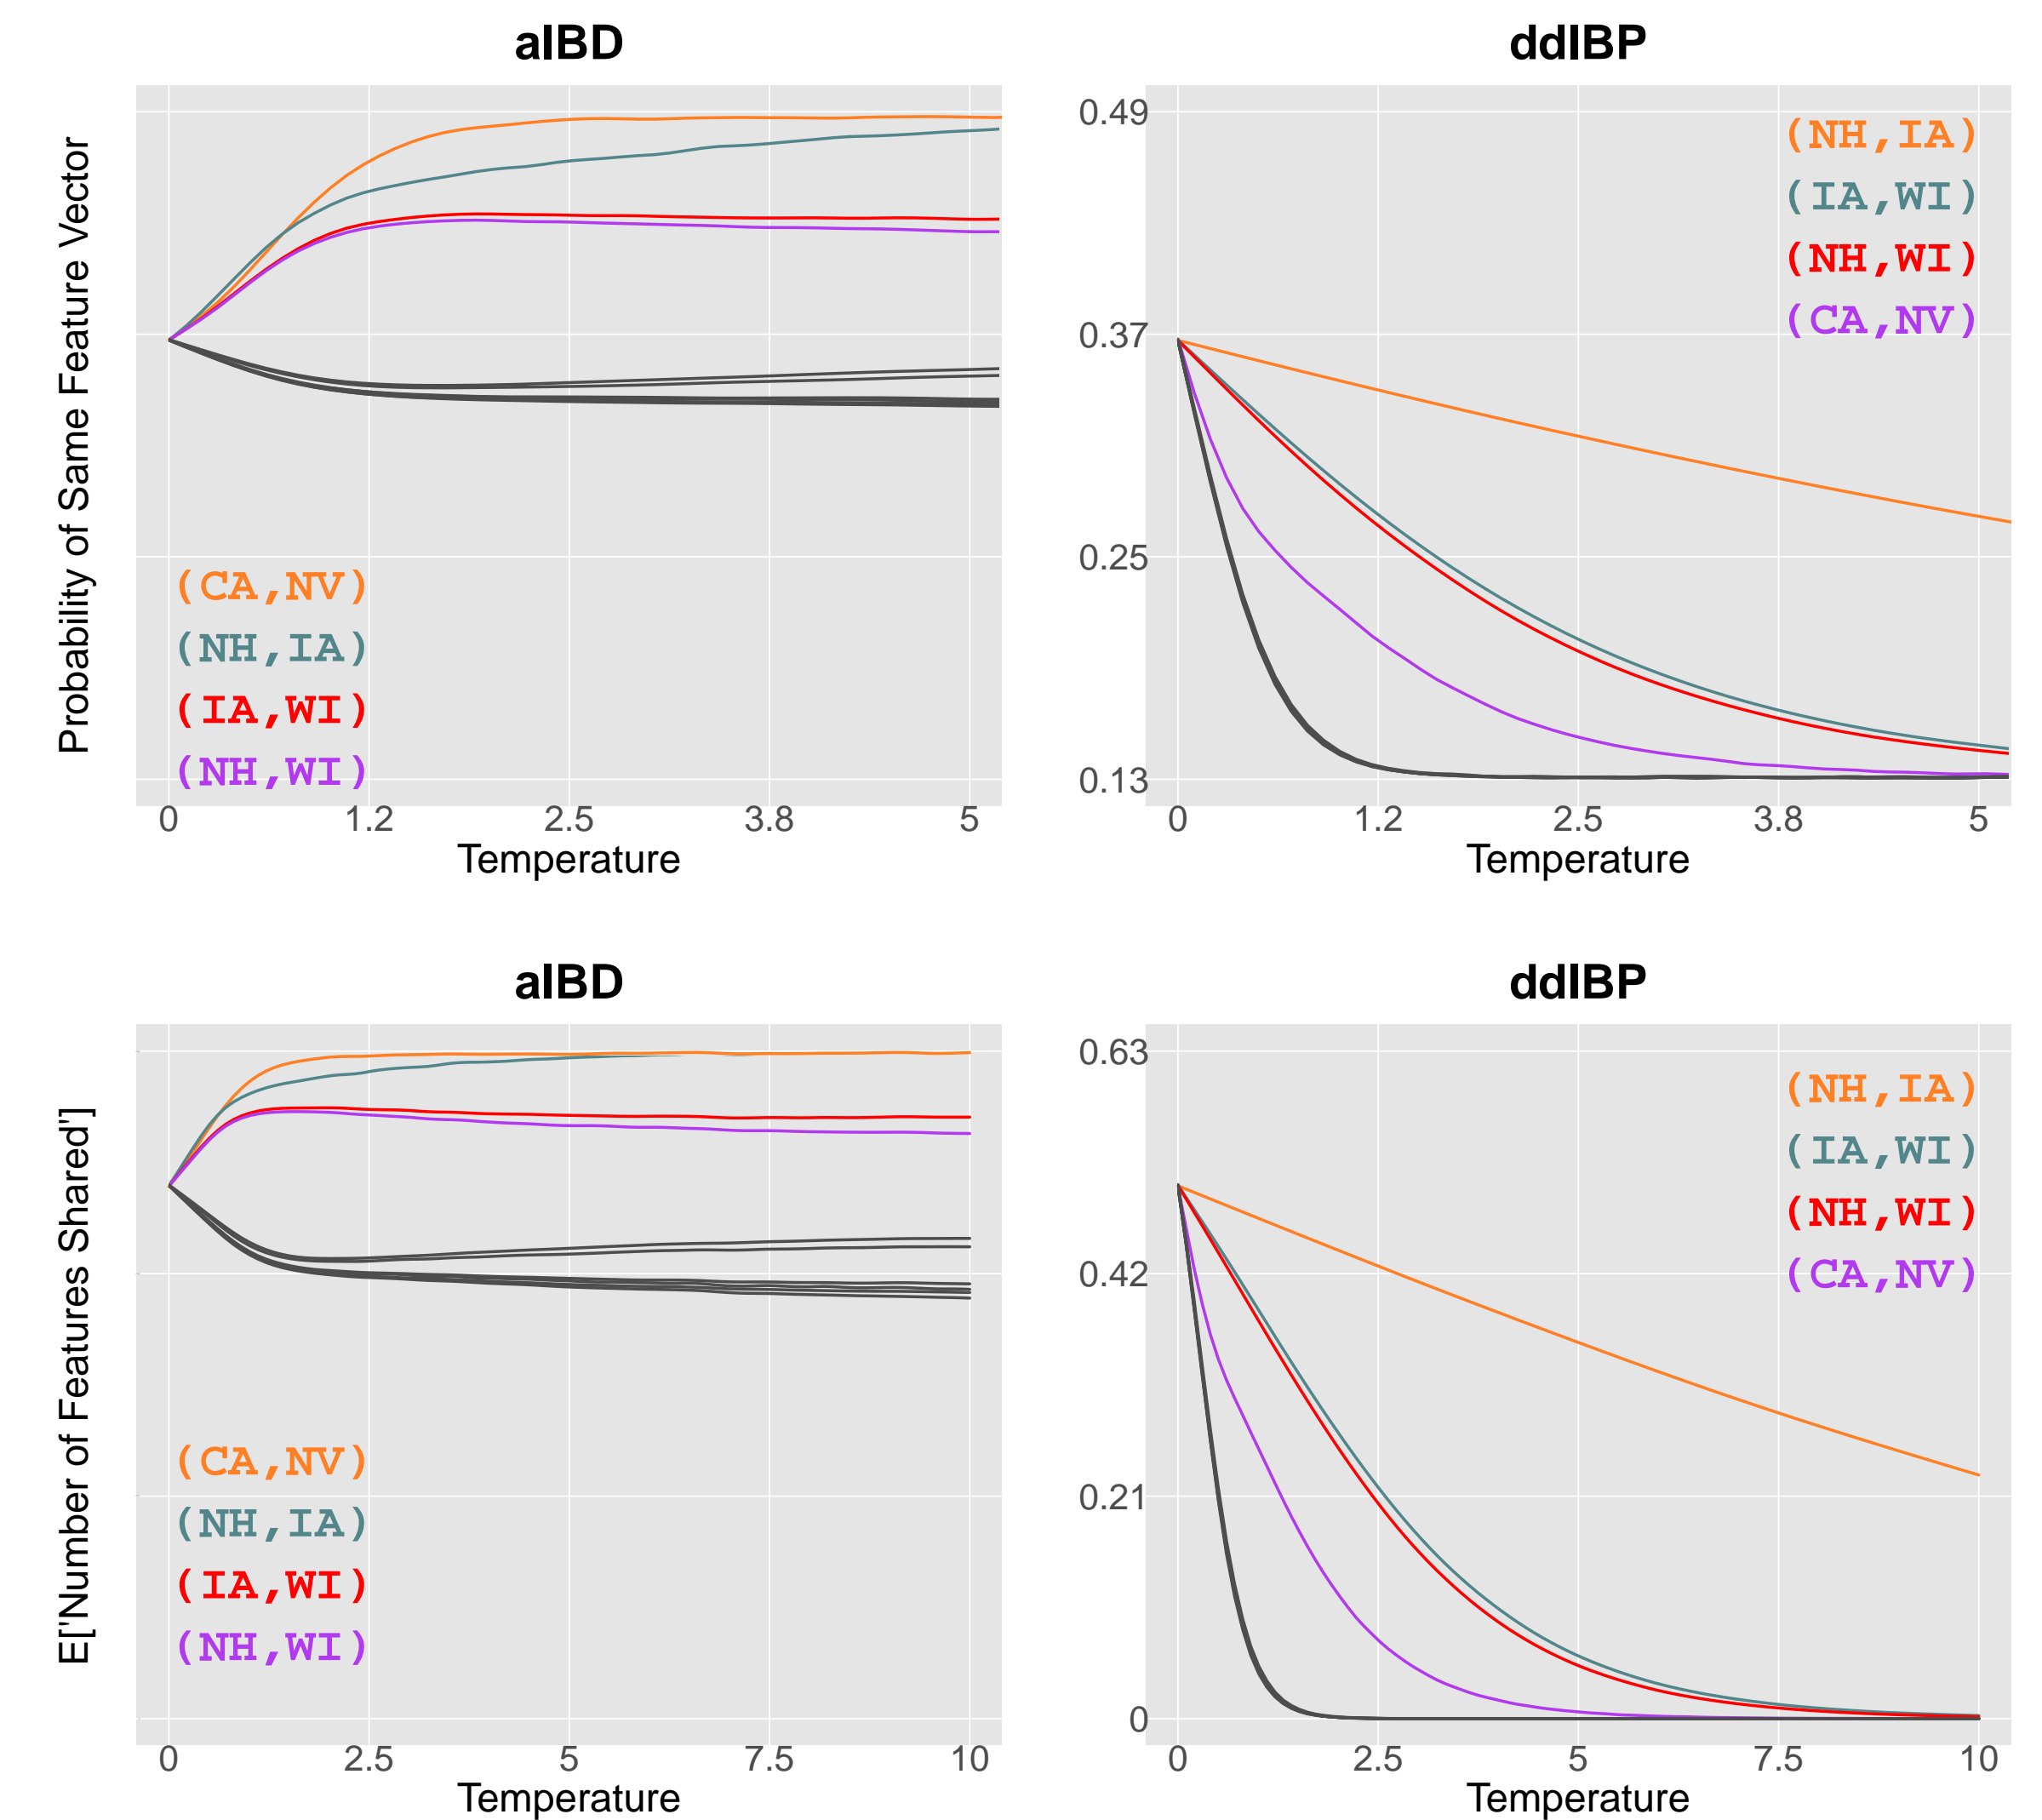 aIBD
ddIBP
Probability of Same Feature Vector
0.49
0.37
0.25
0.13
(NH,IA)
(IA,WI)
(NH,WI)
(CA,NV)
(CA,NV)
(NH,IA)
(IA,WI)
(NH,WI)
0 1.2 2.5 3.8 5
0 1.2 2.5 3.8 5
Temperature
Temperature
aIBD
ddIBP
E['Number of Features Shared']
0.63
0.42
0.21
0
(NH,IA)
(IA,WI)
(NH,WI)
(CA,NV)
(CA,NV)
(NH,IA)
(IA,WI)
(NH,WI)
0 2.5 5 7.5 10
0 2.5 5 7.5 10
Temperature
Temperature